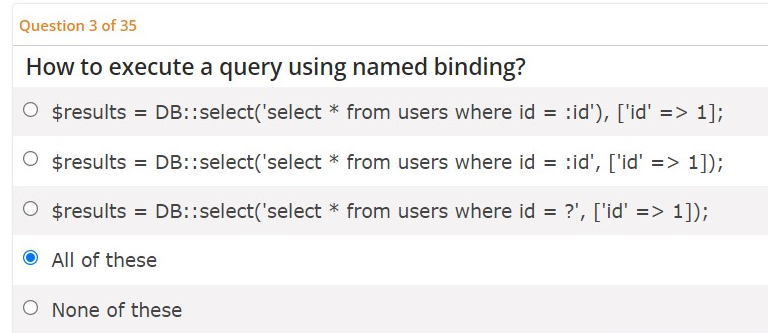 Question 3 of 35
How to execute a query using named binding?
$results = DB::select('select * from users where id = :id'), ['id' => 1];
$results = DB::select('select * from users where id = :id', ['id' => 1]);
$results = DB::select('select * from users where id = ?', ['id' => 1]);
All of these
None of these